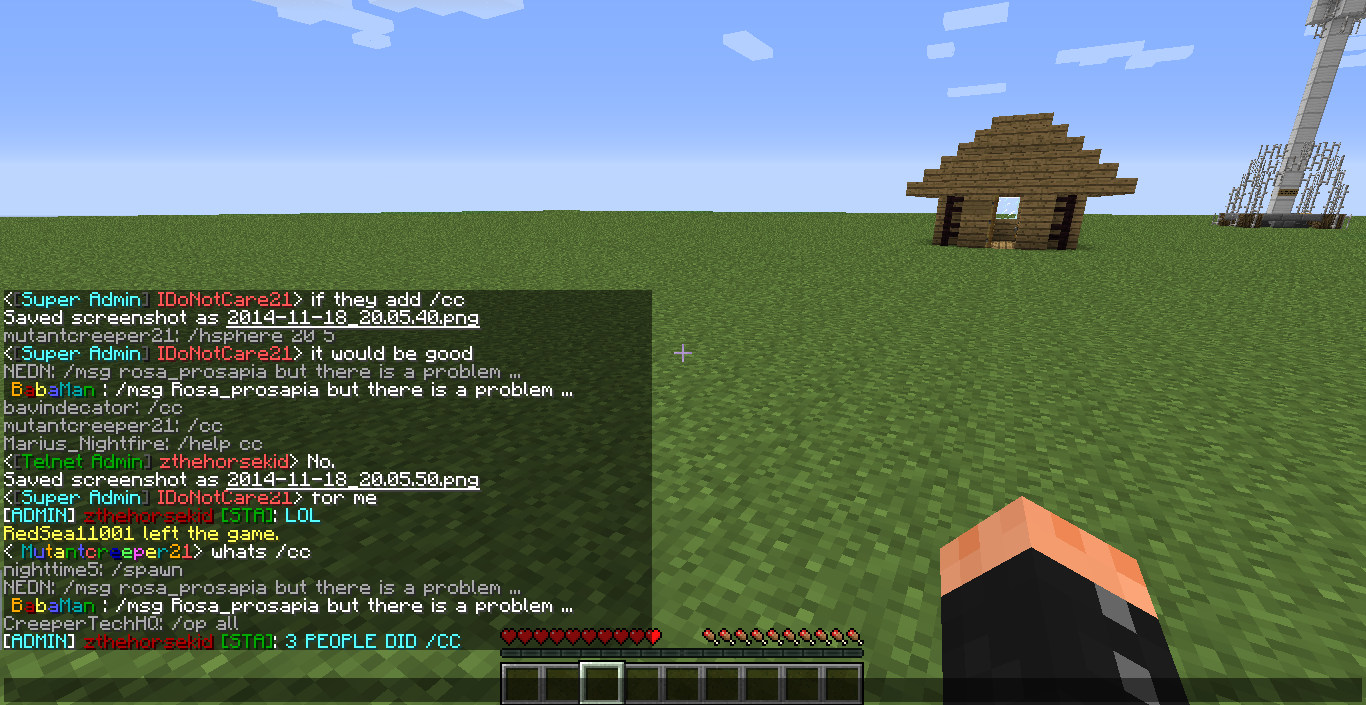 <[Super Admin] IDoNotCare21> if they add /cc
Saved screenshot as 2014-11-18_20.05.40.png
mutantcreeper21: /hsphere 20 5
<[Super Admin] IDoNotCare21> it would be good
NEDN: /msg rosa_prosapia but there is a problem ...
BabaMan : /msg Rosa_prosapia but there is a problem ...
bavindecator: /cc
mutantcreeper21: /cc
Marius_Nightfire: /help cc
<[Telnet Admin] zthehorsekid> No.
Saved screenshot as 2014-11-18_20.05.50.png
<[Super Admin] IDoNotCare21> for me
[ADMIN] zthehorsekid [STA]: LOL
RedSea11001 left the game.
< Mutantcreeper21> whats /cc
nighttime5: /spawn
NEDN: /msg rosa_prosapia but there is a problem ...
BabaMan : /msg Rosa_prosapia but there is a problem ...
CreeperTechHQ: /op all
[ADMIN] zthehorsekid [STA]: 3 PEOPLE DID /CC